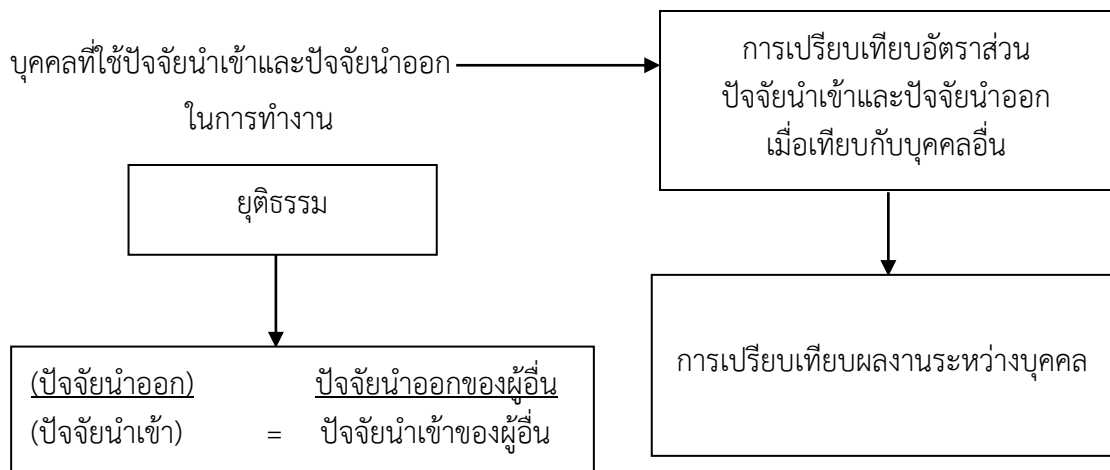 บุคคลที่ใช้ปัจจัยนำเข้าและปัจจัยนำออก
ในการทำงาน
การเปรียบเทียบอัตราส่วน
ปัจจัยนำเข้าและปัจจัยนำออก
เมื่อเทียบกับบุคคลอื่น
ยุติธรรม
(ปัจจัยนำออก) ปัจจัยนำออกของผู้อื่น
(ปัจจัยนำเข้า) = ปัจจัยนำเข้าของผู้อื่น
การเปรียบเทียบผลงานระหว่างบุคคล